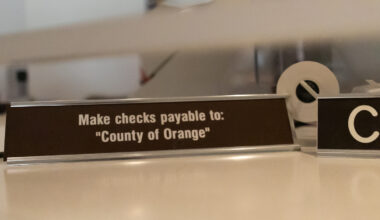 Make checks payable to:
"County of Orange"
C